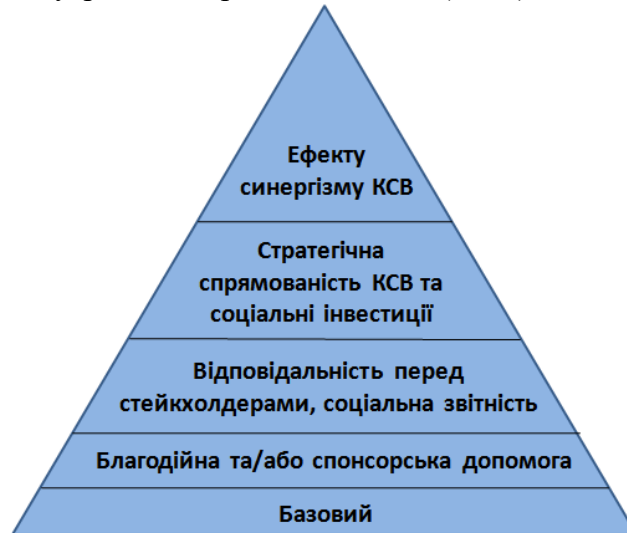 Ефекту
синергізму КСВ
Стратегічна
спрямованість КСВ та
соціальні інвестиції
Відповідальність перед
стейкхолдерами, соціальна звітність
Благодійна та/або спонсорська допомога
Базовий